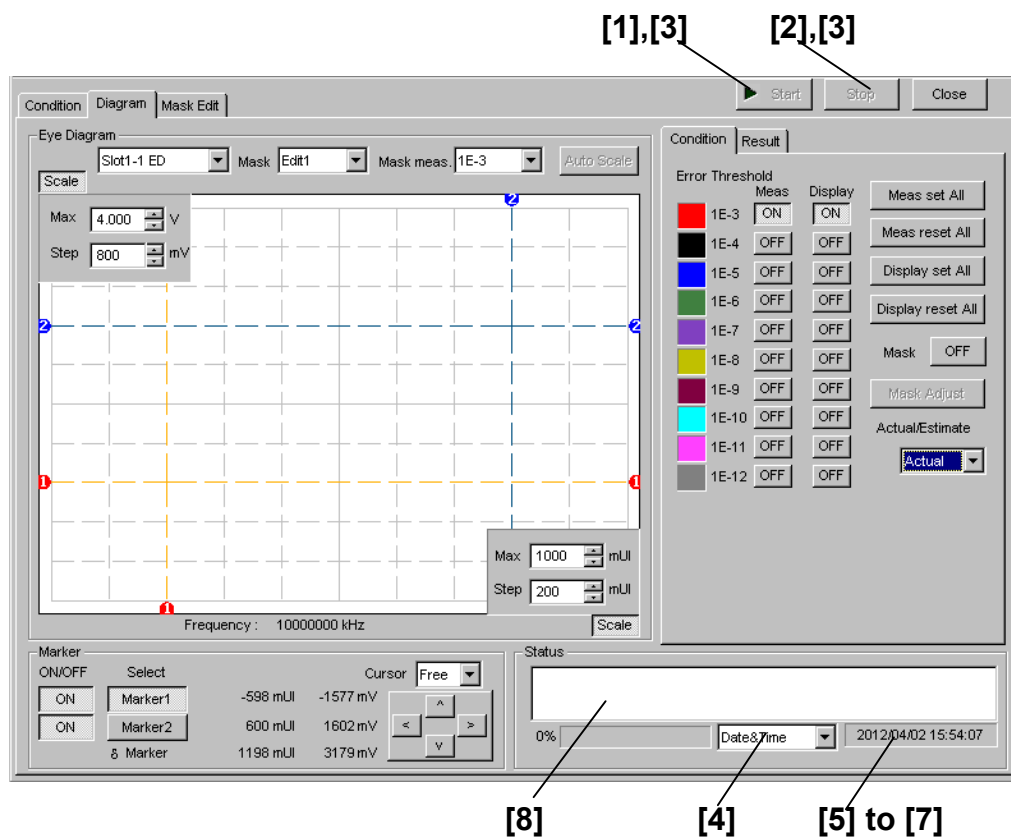 [1],[3] [2],[3]
Condition Diagram Mask Edit Start Stop Close
Eye Diagram
Slot1-1 ED Mask Edit1 Mask meas. 1E-3 Auto Scale
Scale
Max 4.000 V
Step 800 mV
2
2 2
1 1
1
Max 1000 mUI
Step 200 mUI
Frequency : 10000000 kHz Scale
Condition Result
Error Threshold
Meas Display
1E-3 ON ON
1E-4 OFF OFF
1E-5 OFF OFF
1E-6 OFF OFF
1E-7 OFF OFF
1E-8 OFF OFF
1E-9 OFF OFF
1E-10 OFF OFF
1E-11 OFF OFF
1E-12 OFF OFF
Meas set All
Meas reset All
Display set All
Display reset All
Mask OFF
Mask Adjust
Actual/Estimate
Actual
Marker
ON/OFF Select Cursor Free
ON Marker1 -598 mUI -1577 mV
ON Marker2 600 mUI 1602 mV
δ Marker 1198 mUI 3179 mV
^
< >
v
Status
0% Date&Time 2012/04/02 15:54:07
[8] [4] [5] to [7]